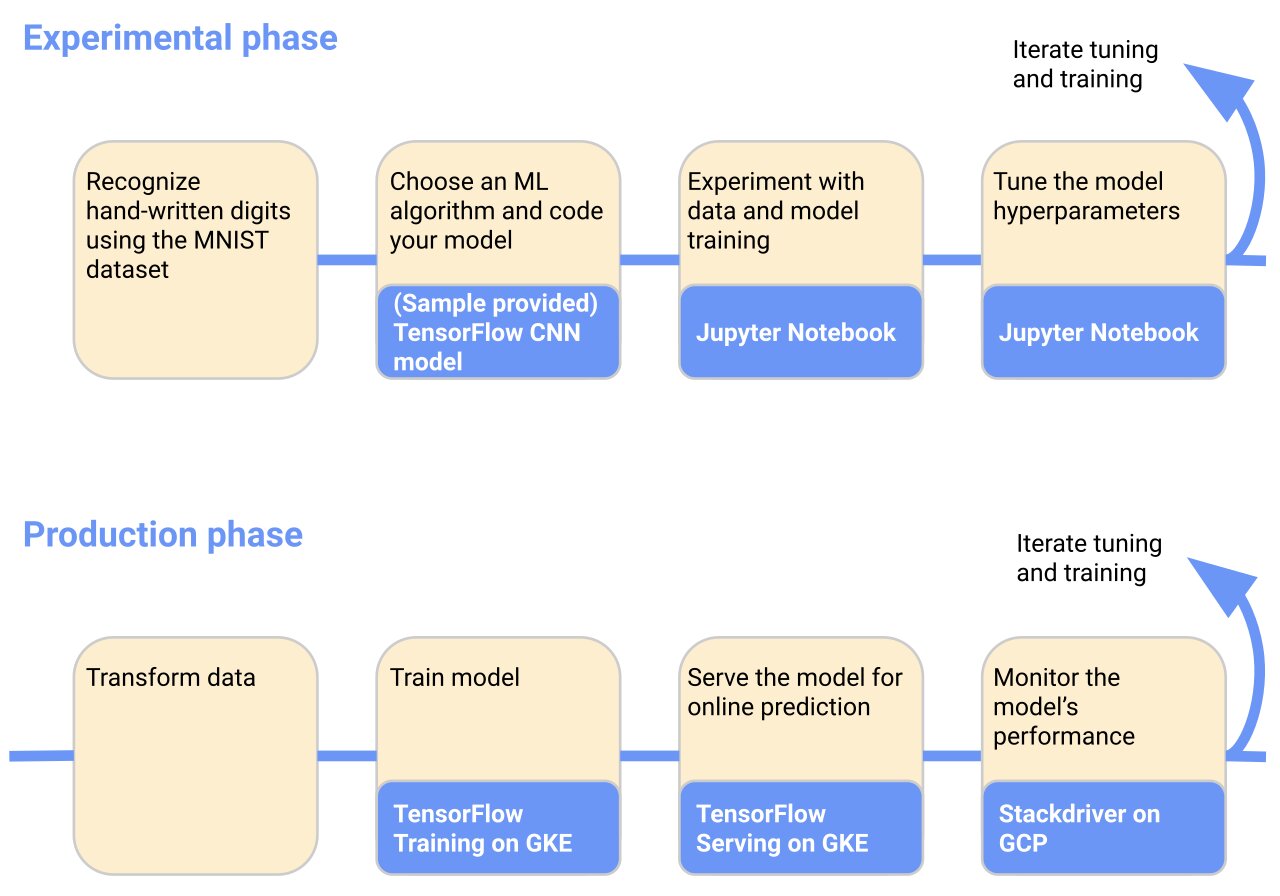 Experimental phase
Iterate tuning
and training
Recognize
hand-written digits
using the MNIST
dataset
Choose an ML
algorithm and code
your model
(Sample provided)
TensorFlow CNN
model
Experiment with
data and model
training
Jupyter Notebook
Tune the model
hyperparameters
Jupyter Notebook
Production phase
Iterate tuning
and training
Transform data
Train model
TensorFlow
Training on GKE
Serve the model for
online prediction
TensorFlow
Serving on GKE
Monitor the
model’s
performance
Stackdriver on
GCP